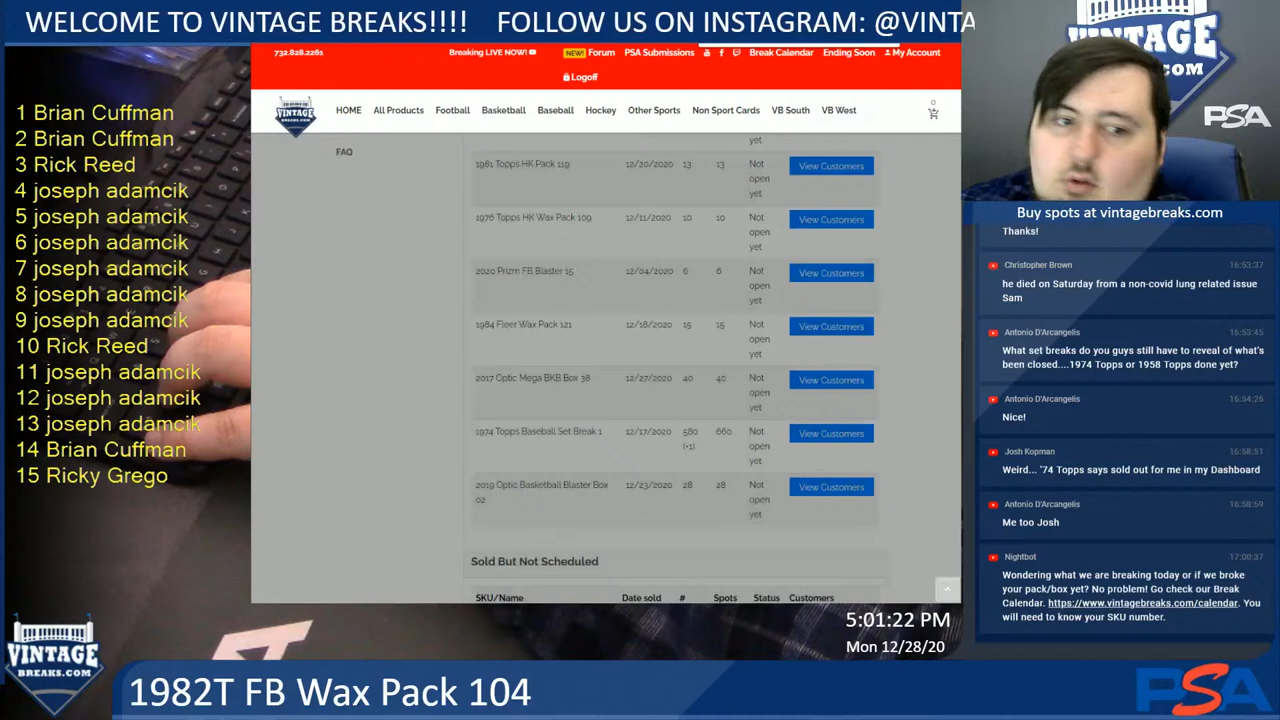 WELCOME TO VINTAGE BREAKS!!!! FOLLOW US ON INSTAGRAM: @VINTA
1 Brian Cuffman
2 Brian Cuffman
3 Rick Reed
4 joseph adamcik
5 joseph adamcik
6 joseph adamcik
7 joseph adamcik
8 joseph adamcik
9 joseph adamcik
10 Rick Reed
11 joseph adamcik
12 joseph adamcik
13 joseph adamcik
14 Brian Cuffman
15 Ricky Grego
732.828.2261 Breaking LIVE NOW! NEW! Forum PSA Submissions Break Calendar Ending Soon My Account
Logoff
VINTAGE HOME All Products Football Basketball Baseball Hockey Other Sports Non Sport Cards VB South VB West 0
FAQ
yet
1981 Topps HK Pack 119 12/20/2020 13 13 Not open yet View Customers
1976 Topps HK Wax Pack 109 12/11/2020 10 10 Not open yet View Customers
2020 Prizm FB Blaster 15 12/04/2020 6 6 Not open yet View Customers
1984 Fleer Wax Pack 121 12/18/2020 15 15 Not open yet View Customers
2017 Optic Mega BKB Box 38 12/27/2020 40 40 Not open yet View Customers
1974 Topps Baseball Set Break 1 12/17/2020 580 (-1) 660 Not open yet View Customers
2019 Optic Basketball Blaster Box 02 12/23/2020 28 28 Not open yet View Customers
Sold But Not Scheduled
SKU/Name Date sold # Spots Status Customers
VINTAGE
.COM
PSA
Buy spots at vintagebreaks.com
Thanks!
Christopher Brown 16:53:37
he died on Saturday from a non-covid lung related issue
Sam
Antonio D'Arcangelis 16:53:45
What set breaks do you guys still have to reveal of what's
been closed....1974 Topps or 1958 Topps done yet?
Antonio D'Arcangelis 16:54:26
Nice!
Josh Kopman 16:58:51
Weird... '74 Topps says sold out for me in my Dashboard
Antonio D'Arcangelis 16:58:59
Me too Josh
Nightbot 17:00:37
Wondering what we are breaking today or if we broke
your pack/box yet? No problem! Go check our Break
Calendar. https://www.vintagebreaks.com/calendar. You
will need to know your SKU number.
5:01:22 PM
Mon 12/28/20
VINTAGE
BREAKS.COM
1982T FB Wax Pack 104
PSA